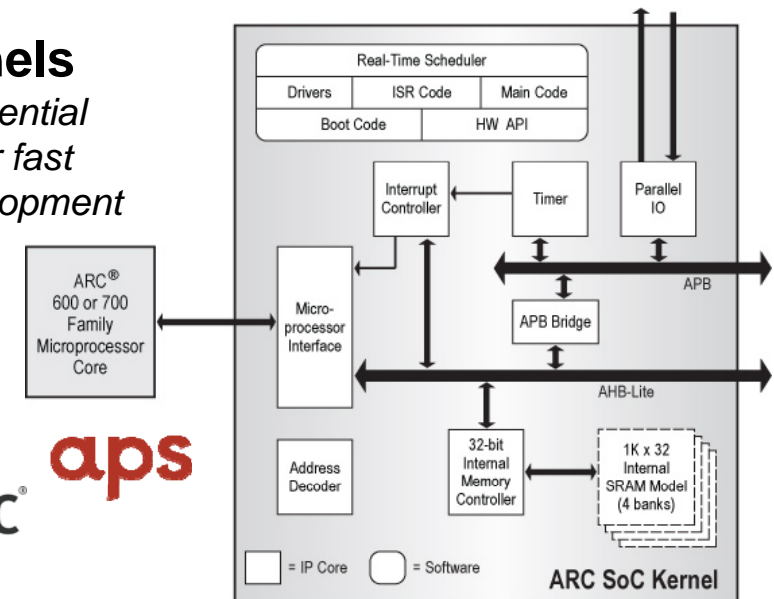 nels
ential
r fast
lopment
Real-Time Scheduler
Drivers
ISR Code
Main Code
Boot Code
HW API
Interrupt
Controller
Timer
Parallel
IO
APB
ARC®
600 or 700
Family
Microprocessor
Core
Micro-
processor
Interface
APB Bridge
AHB-Lite
aps
C®
Address
Decoder
32-bit
Internal
Memory
Controller
1K x 32
Internal
SRAM Model
(4 banks)
= IP Core
= Software
ARC SoC Kernel